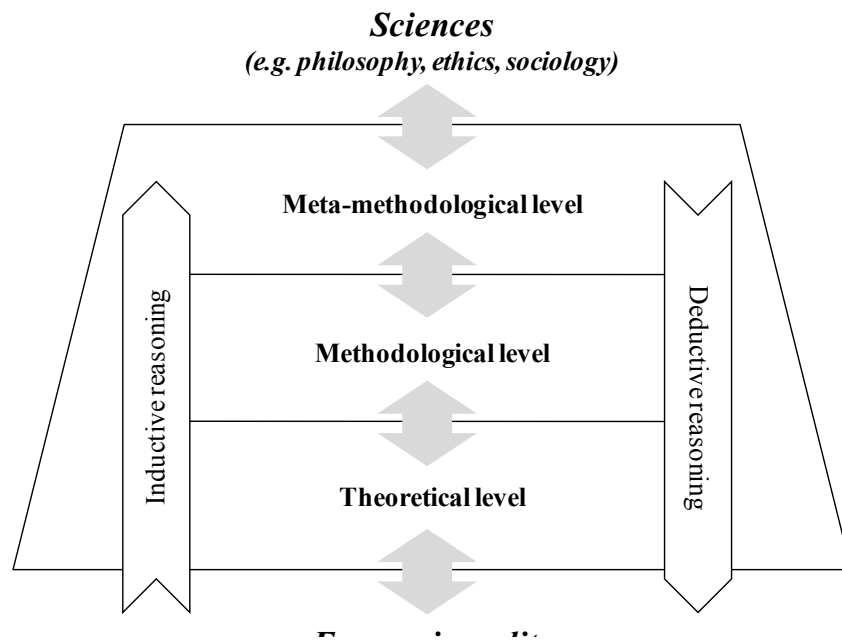 Sciences
(e.g. philosophy, ethics, sociology)
Meta-methodological level
Inductive reasoning
Deductive reasoning
Methodological level
Theoretical level